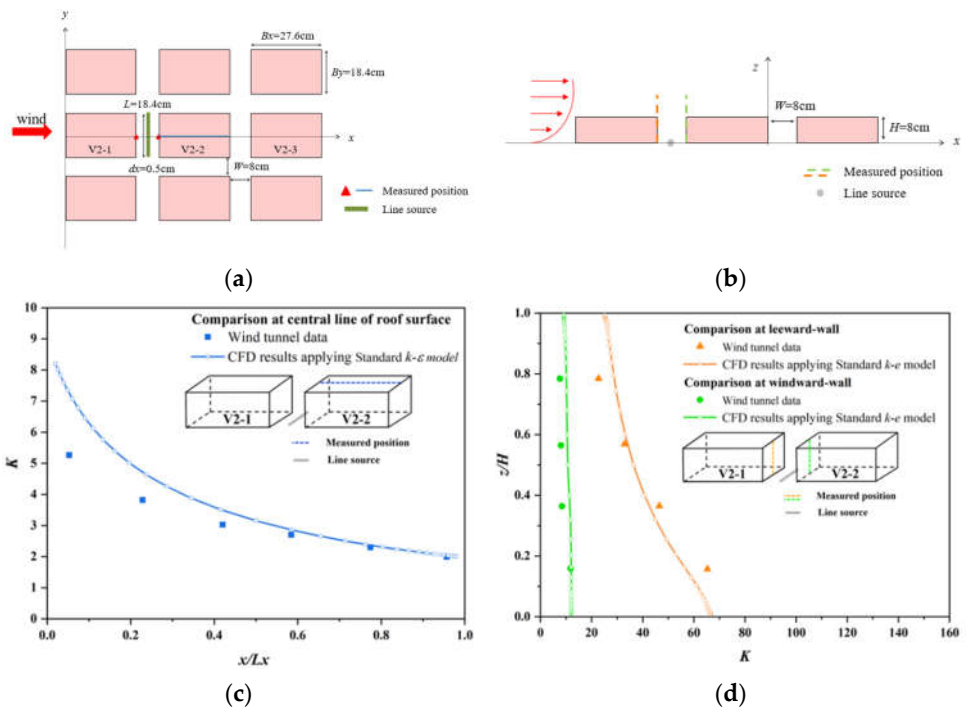 y
Bx=27.6cm
By=18.4cm
L=18.4cm
wind
x
V2-1
V2-2
V2-3
dx=0.5cm
W=8cm
Measured position
Line source
(a)
z
W=8cm
H=8cm
x
Measured position
Line source
(b)
Comparison at central line of roof surface
Wind tunnel data
CFD results applying Standard k-ε model
V2-1
V2-2
Measured position
Line source
K
10
9
8
7
6
5
4
3
2
1
0
0.0
0.2
0.4
0.6
0.8
1.0
x/Lx
(c)
Comparison at leeward-wall
Wind tunnel data
CFD results applying Standard k-e model
Comparison at windward-wall
Wind tunnel data
CFD results applying Standard k-e model
V2-1
V2-2
Measured position
Line source
z/H
1.0
0.8
0.6
0.4
0.2
0.0
0
20
40
60
80
100
120
140
160
K
(d)